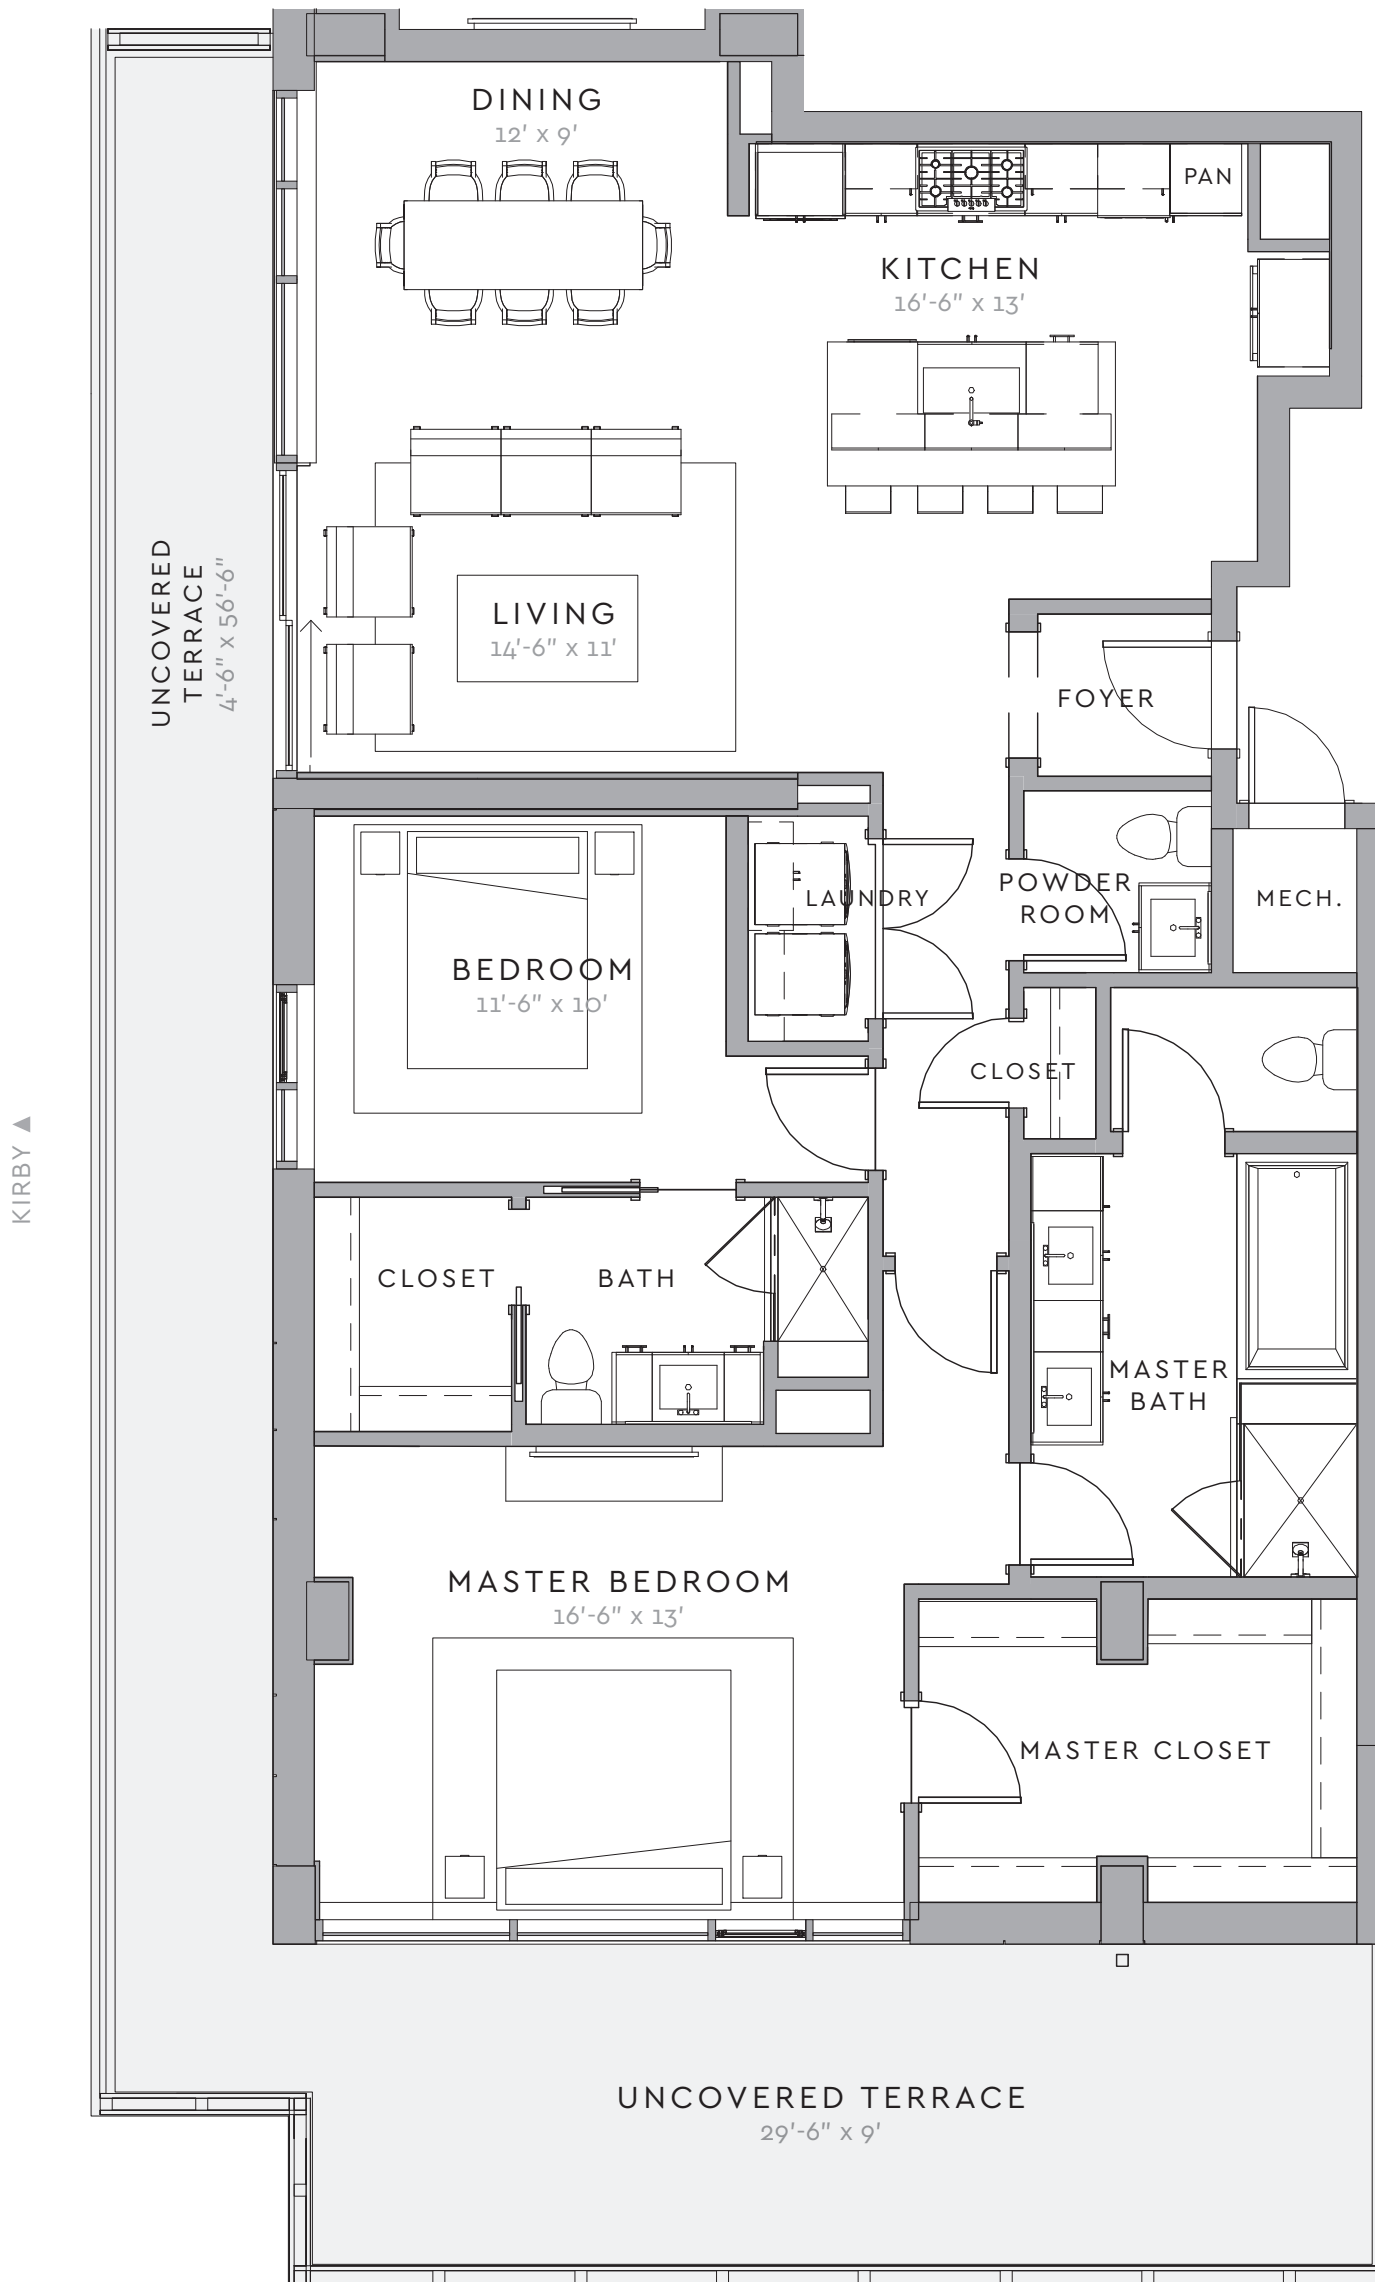 DINING
12' x 9'
PAN
KITCHEN
16'-6" x 13'
UNCOVERED
TERRACE
4'-6" x 56'-6"
LIVING
14'-6" x 11'
FOYER
LAUNDRY
POWDER
ROOM
MECH.
BEDROOM
11'-6" x 10'
CLOSET
KIRBY ▲
CLOSET
BATH
MASTER
BATH
MASTER BEDROOM
16'-6" x 13'
MASTER CLOSET
UNCOVERED TERRACE
29'-6" x 9'